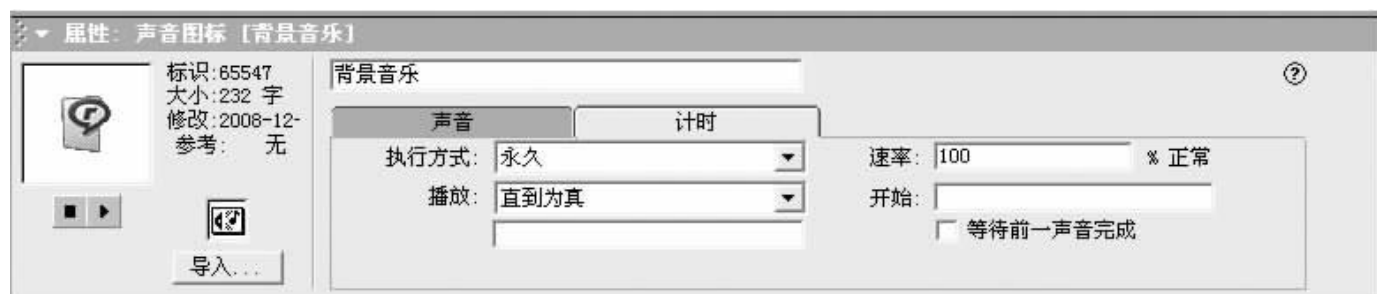 属性: 声音图标 [背景音乐]
标识:65547
大小:232 字
修改:2008-12-
参考: 无
导入...
背景音乐
声音 计时
执行方式: 永久 速率: 100 % 正常
播放: 直到为真 开始:
等待前一声音完成